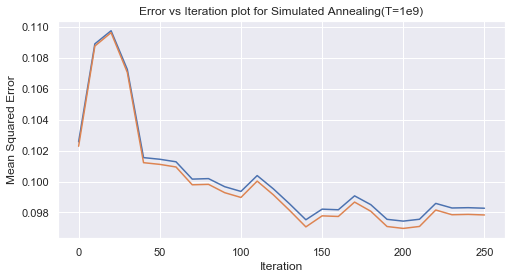 Error vs Iteration plot for Simulated Annealing(T=1e9)
0.110
0.108
0.106
0.104
0.102
0.100
0.098
Mean Squared Error
0 50 100 150 200 250
Iteration